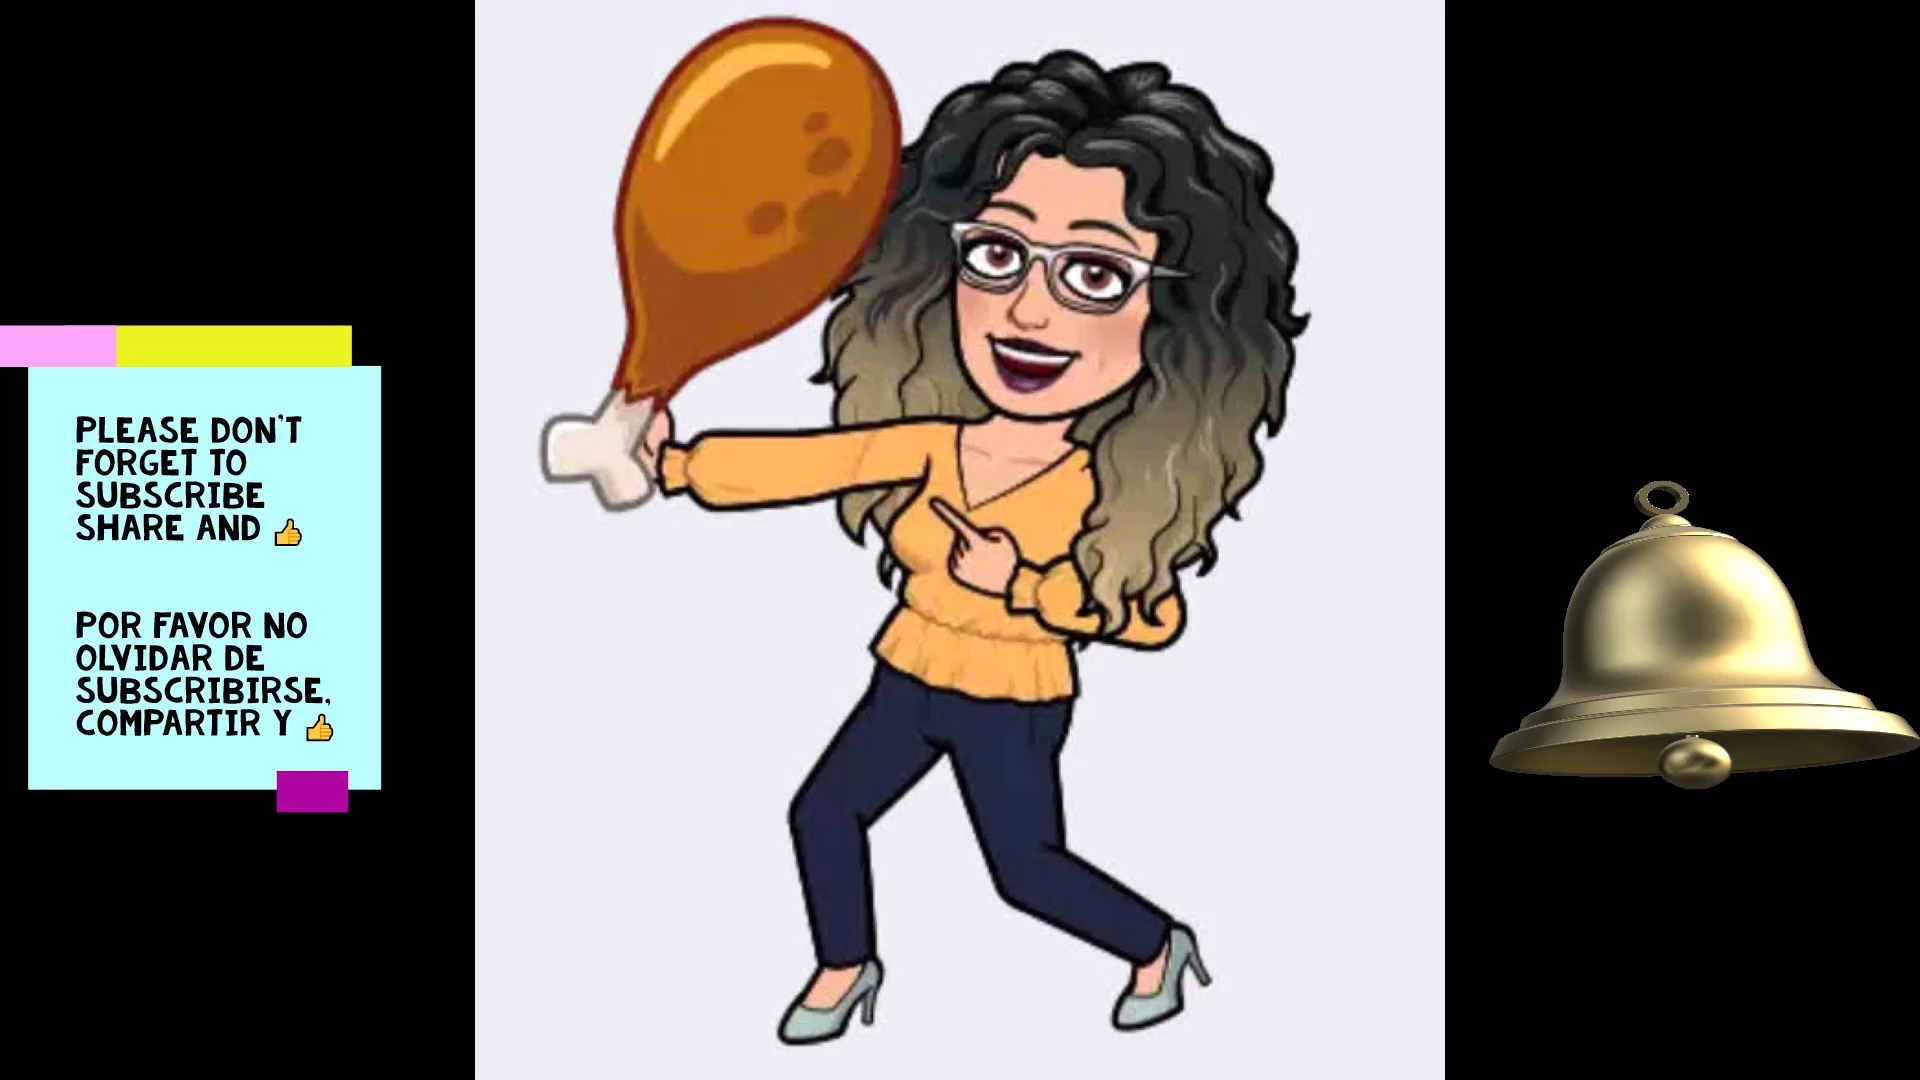 PLEASE DON'T
FORGET TO
SUBSCRIBE
SHARE AND 👍
POR FAVOR NO
OLVIDAR DE
SUBSCRIBIRSE,
COMPARTIR Y 👍